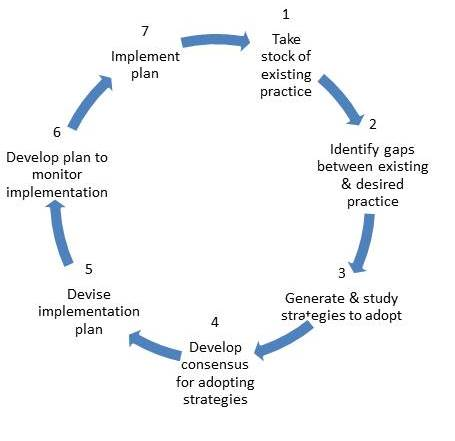 1
Take
stock of
existing
practice
2
Identify gaps
between existing
& desired
practice
3
Generate & study
strategies to adopt
4
Develop
consensus
for adopting
strategies
5
Devise
implementation
plan
6
Develop plan to
monitor
implementation
7
Implement
plan